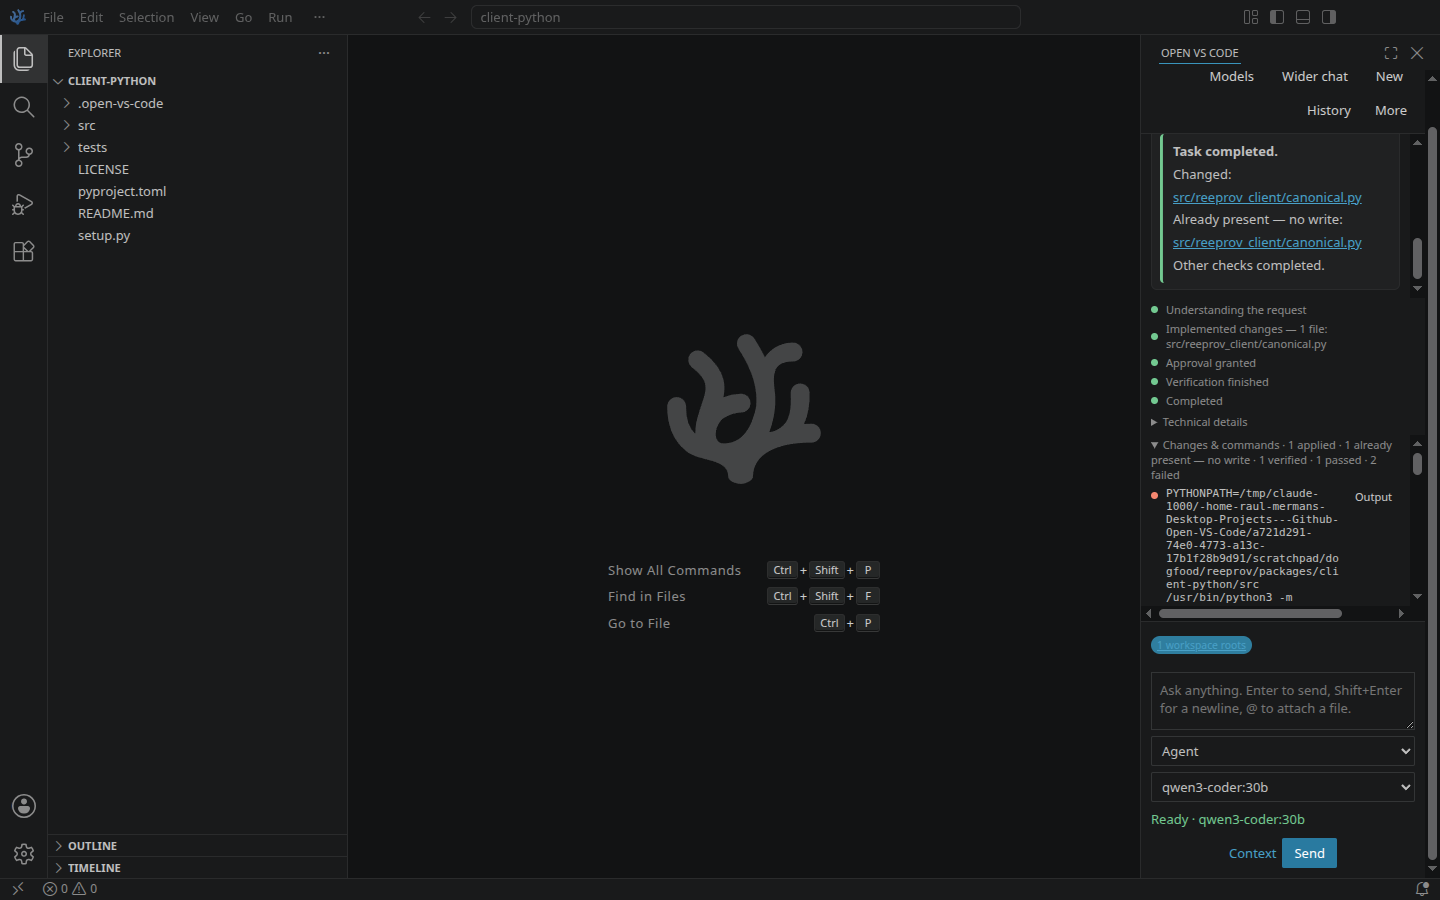 File Edit Selection View Go Run ···
client-python
EXPLORER
CLIENT-PYTHON
.open-vs-code
src
tests
LICENSE
pyproject.toml
README.md
setup.py
OUTLINE
TIMELINE
Show All Commands Ctrl + Shift + P
Find in Files Ctrl + Shift + F
Go to File Ctrl + P
OPEN VS CODE
Models Wider chat New
History More
Task completed.
Changed:
src/reeprov_client/canonical.py
Already present — no write:
src/reeprov_client/canonical.py
Other checks completed.
Understanding the request
Implemented changes — 1 file:
src/reeprov_client/canonical.py
Approval granted
Verification finished
Completed
Technical details
Changes & commands · 1 applied · 1 already
present — no write · 1 verified · 1 passed · 2
failed
PYTHONPATH=/tmp/claude- Output
1000/-home-raul-mermans-
Desktop-Projects---Github-
Open-VS-Code/a721d291-
74e0-4773-a13c-
17b1f28b9d91/scratchpad/do
gfood/reeprov/packages/cli
ent-python/src
/usr/bin/python3 -m
1 workspace roots
Ask anything. Enter to send, Shift+Enter
for a newline, @ to attach a file.
Agent
qwen3-coder:30b
Ready · qwen3-coder:30b
Context Send
0 0